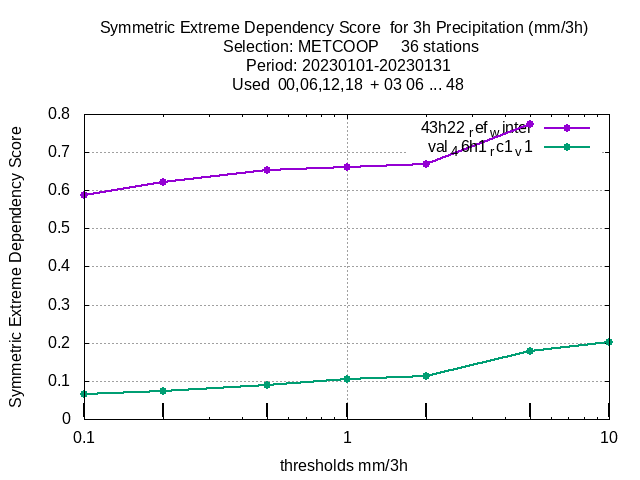 Symmetric Extreme Dependency Score  for 3h Precipitation (mm/3h)
Selection: METCOOP     36 stations
Period: 20230101-20230131
Used  00,06,12,18  + 03 06 ... 48
Symmetric Extreme Dependency Score
0.8
0.7
0.6
0.5
0.4
0.3
0.2
0.1
0
43h22ᵣef_winter
val₄6h1ᵣc1ᵥ1
0.1
1
10
thresholds mm/3h